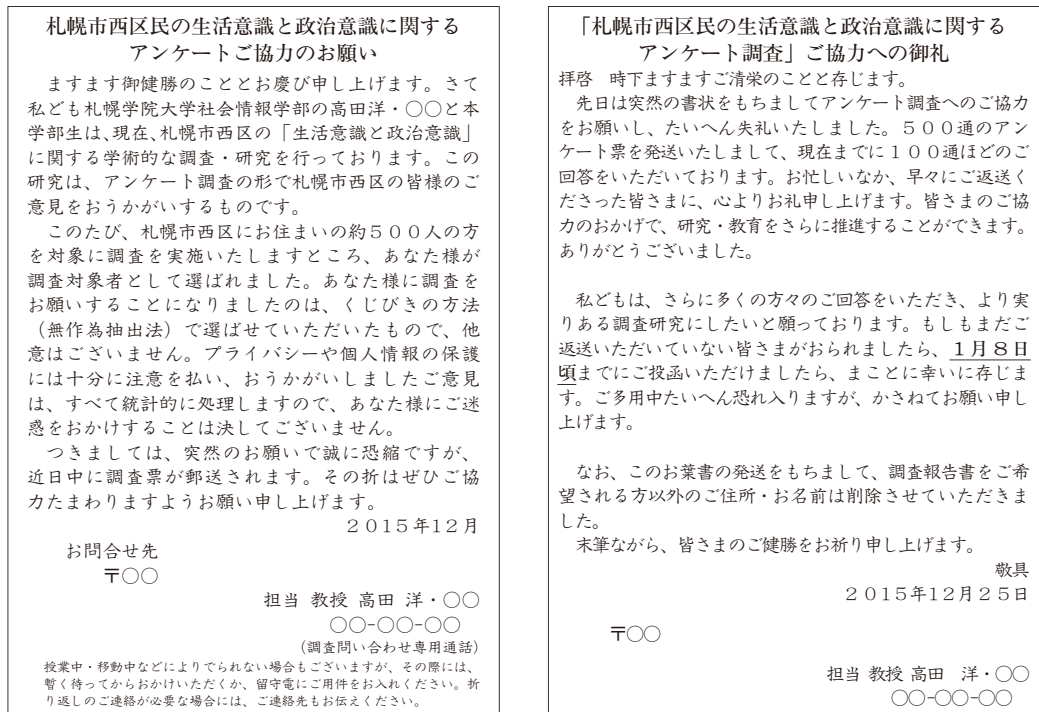 札幌市西区民の生活意識と政治意識に関する
アンケートご協力のお願い
ますます御健勝のこととお慶び申し上げます。さて
私ども札幌学院大学社会情報学部の高田洋・○○と本
学部生は、現在、札幌市西区の「生活意識と政治意識」
に関する学術的な調査・研究を行っております。この
研究は、アンケート調査の形で札幌市西区の皆様のご
意見をおうかがいするものです。
このたび、札幌市西区にお住まいの約５００人の方
を対象に調査を実施いたしますところ、あなた様が
調査対象者として選ばれました。あなた様に調査を
お願いすることになりましたのは、くじびきの方法
（無作為抽出法）で選ばせていただいたもので、他
意はございません。プライバシーや個人情報の保護
には十分に注意を払い、おうかがいしましたご意見
は、すべて統計的に処理しますので、あなた様にご迷
惑をおかけすることは決してございません。
つきましては、突然のお願いで誠に恐縮ですが、
近日中に調査票が郵送されます。その折はぜひご協
力たまわりますようお願い申し上げます。
２０１５年12月
お問合せ先
〒○○
担当 教授 高田 洋・○○
○○-○○-○○
(調査問い合わせ専用通話)
授業中・移動中などによりでられない場合もございますが、その際には、
暫く待ってからおかけいただくか、留守電にご用件をお入れください。折
り返しのご連絡が必要な場合には、ご連絡先もお伝えください。
「札幌市西区民の生活意識と政治意識に関する
アンケート調査」ご協力への御礼
拝啓　時下ますますご清栄のことと存じます。
先日は突然の書状をもちましてアンケート調査へのご協力
をお願いし、たいへん失礼いたしました。５００通のアン
ケート票を発送いたしまして、現在までに１００通ほどのご
回答をいただいております。お忙しいなか、早々にご返送く
ださった皆さまに、心よりお礼申し上げます。皆さまのご協
力のおかげで、研究・教育をさらに推進することができます。
ありがとうございました。
私どもは、さらに多くの方々のご回答をいただき、より実
りある調査研究にしたいと願っております。もしもまだご
返送いただいていない皆さまがおられましたら、１月８日
頃までにご投函いただけましたら、まことに幸いに存じま
す。ご多用中たいへん恐れ入りますが、かさねてお願い申し
上げます。
なお、このお葉書の発送をもちまして、調査報告書をご希
望される方以外のご住所・お名前は削除させていただきま
した。
末筆ながら、皆さまのご健勝をお祈り申し上げます。
敬具
２０１５年12月２５日
〒○○
担当 教授 高田　洋・○○
○○-○○-○○